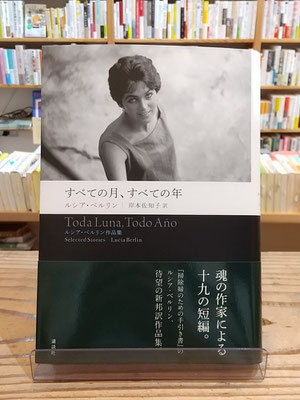 すべての月、すべての年
ルシア・ベルリン 岸本佐知子 訳
Toda Luna, Todo Año
ルシア・ベルリン作品集
Selected Stories Lucia Berlin
魂の作家による
十九の短編。
『掃除婦のための手引き書』の
ルシア・ベルリン、
待望の新邦訳作品集
講談社